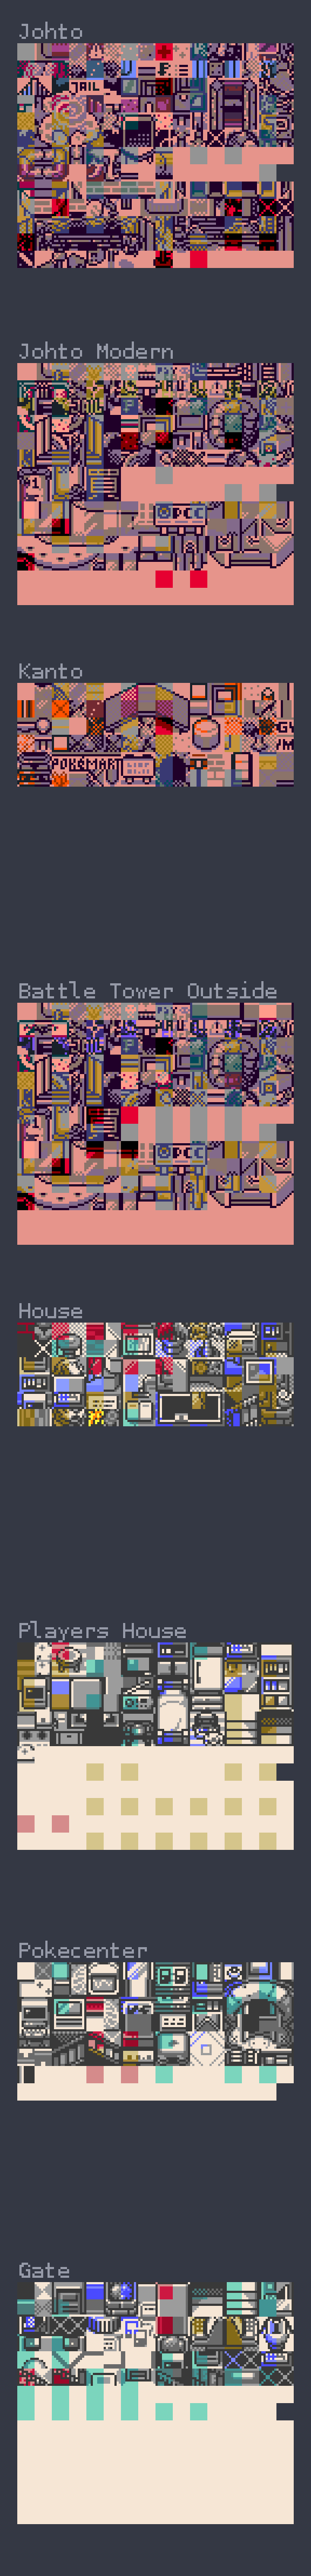 Johto
JAIL
Johto Modern
PCC
Kanto
POKéMART
Battle Tower Outside
PCC
House
Players House
Pokecenter
Gate